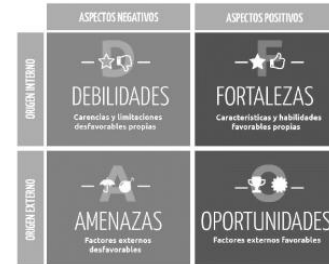 ASPECTOS NEGATIVOS
ASPECTOS POSITIVOS
ORIGEN INTERNO
D
DEBILIDADES
Carencias y limitaciones
desfavorables propias
F
FORTALEZAS
Características y habilidades
favorables propias
ORIGEN EXTERNO
A
AMENAZAS
Factores externos
desfavorables
O
OPORTUNIDADES
Factores externos favorables